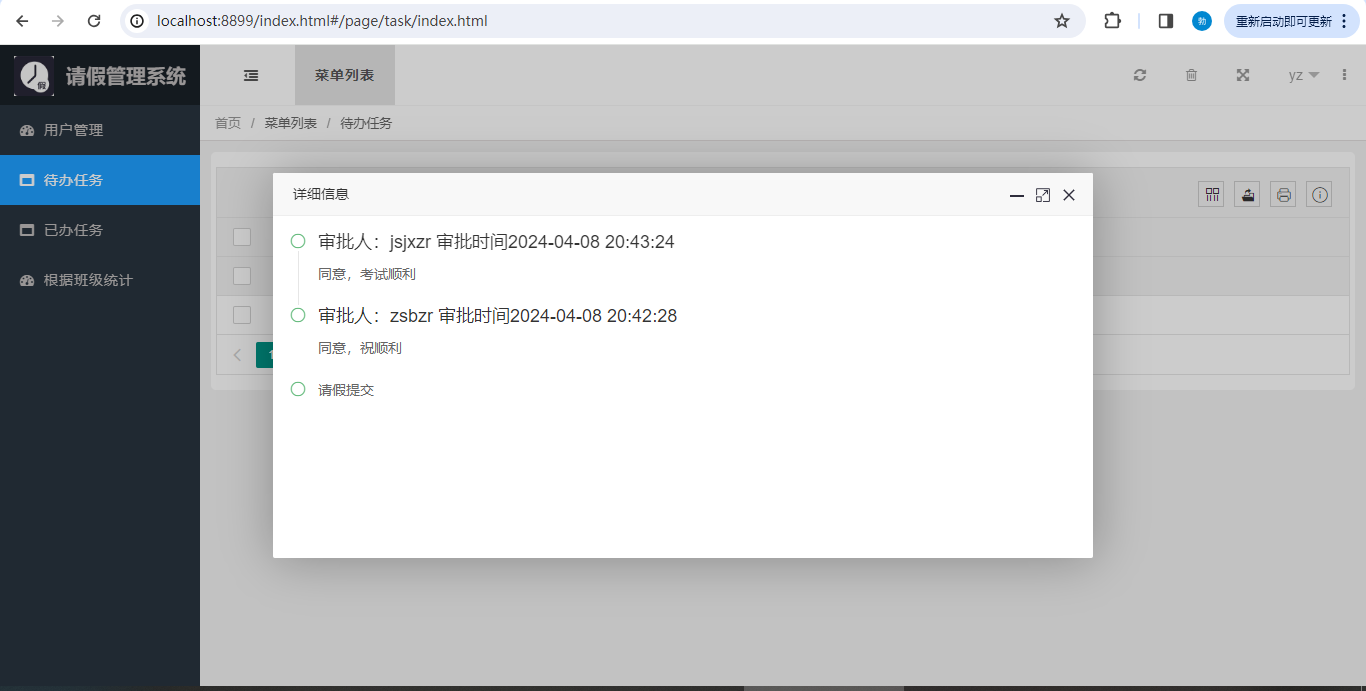 localhost:8899/index.html#/page/task/index.html
勃
重新启动即可更新
假
请假管理系统
菜单列表
yz
首页 / 菜单列表 / 待办任务
用户管理
待办任务
已办任务
根据班级统计
详细信息
审批人：jsjxzr 审批时间2024-04-08 20:43:24
同意，考试顺利
审批人：zsbzr 审批时间2024-04-08 20:42:28
同意，祝顺利
请假提交